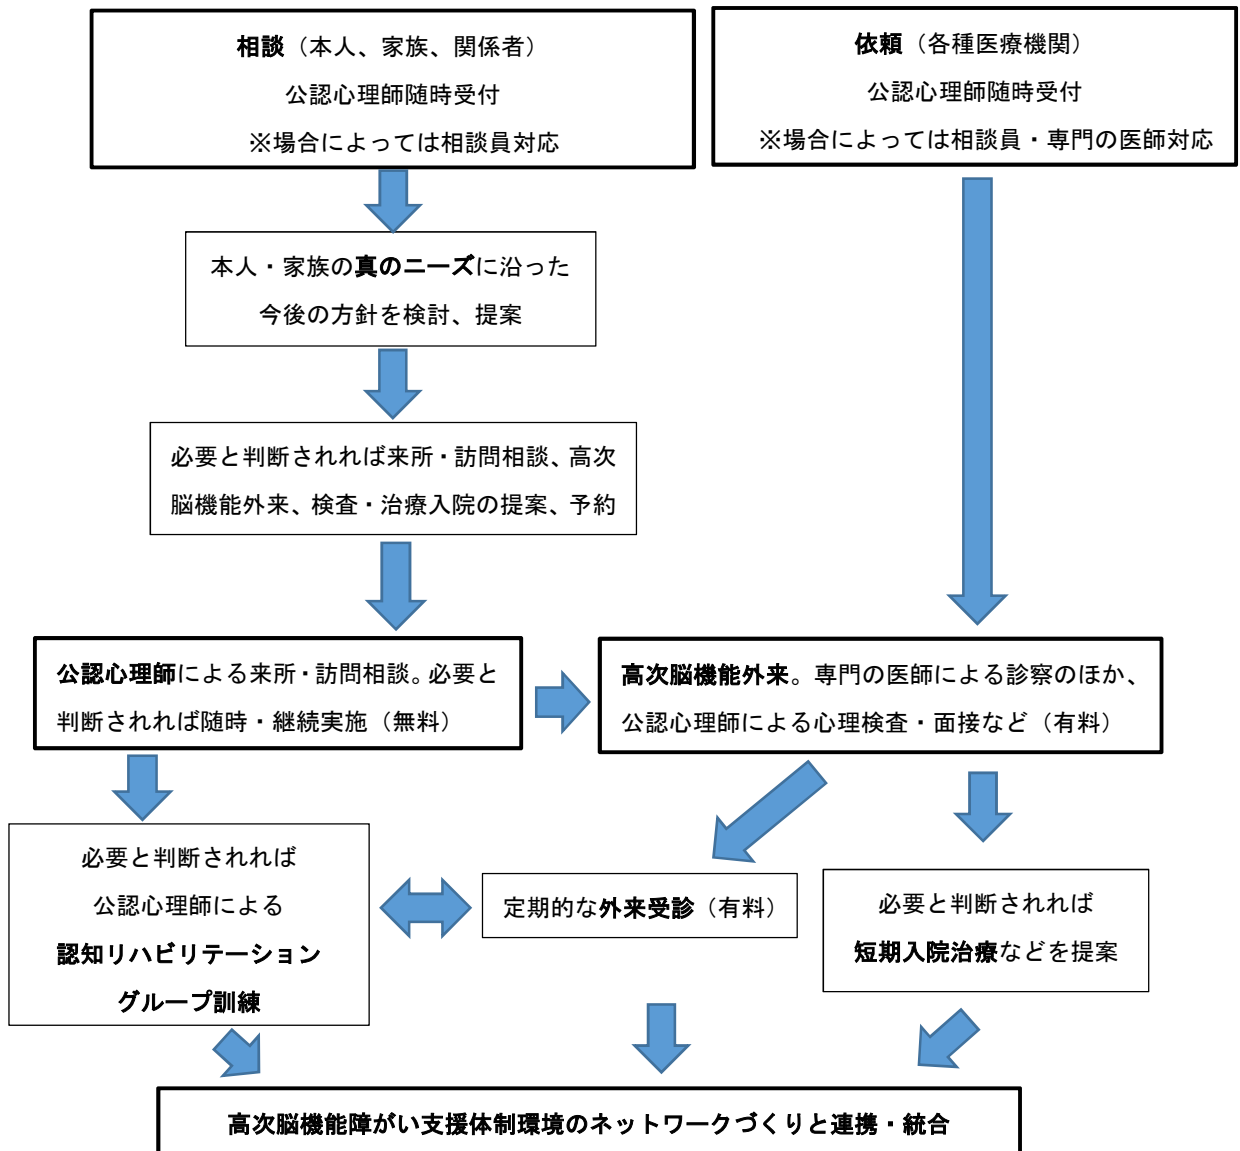 相談（本人、家族、関係者）
公認心理師随時受付
※場合によっては相談員対応
依頼（各種医療機関）
公認心理師随時受付
※場合によっては相談員・専門の医師対応
本人・家族の真のニーズに沿った
今後の方針を検討、提案
必要と判断されれば来所・訪問相談、高次
脳機能外来、検査・治療入院の提案、予約
公認心理師による来所・訪問相談。必要と
判断されれば随時・継続実施（無料）
高次脳機能外来。専門の医師による診察のほか、
公認心理師による心理検査・面接など（有料）
必要と判断されれば
公認心理師による
認知リハビリテーション
グループ訓練
定期的な外来受診（有料）
必要と判断されれば
短期入院治療などを提案
高次脳機能障がい支援体制環境のネットワークづくりと連携・統合